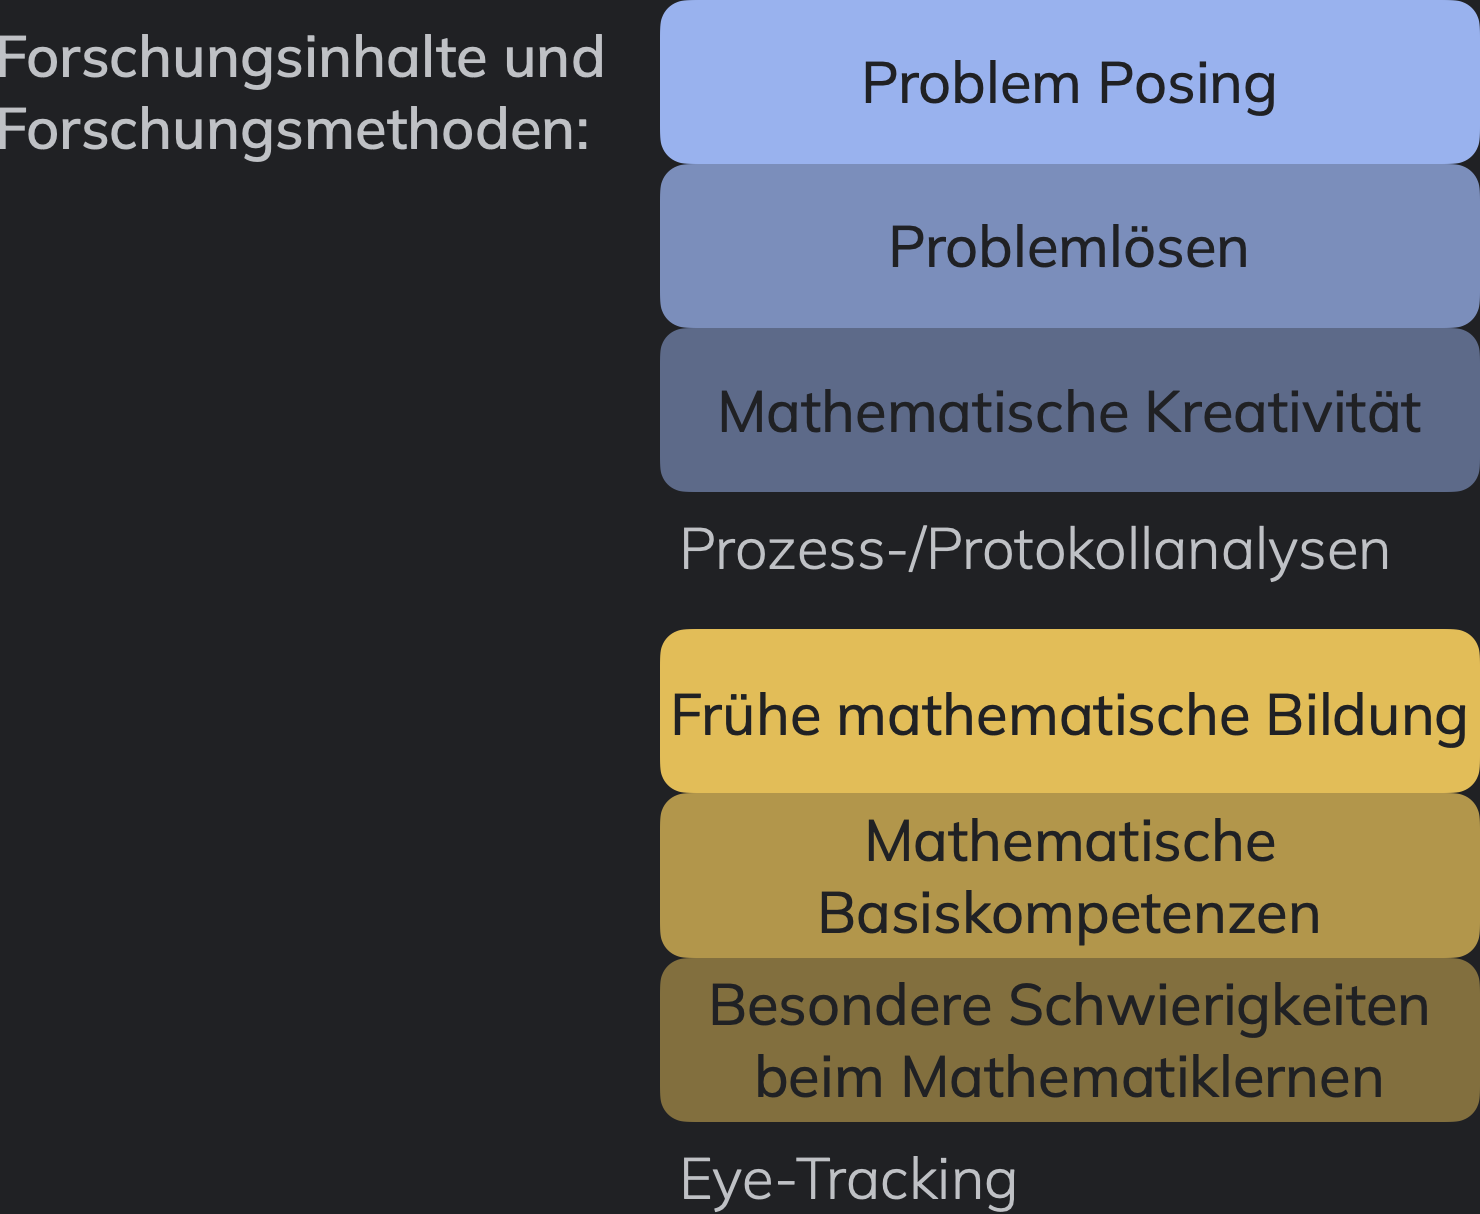 Forschungsinhalte und
Forschungsmethoden:
Problem Posing
Problemlösen
Mathematische Kreativität
Prozess-/Protokollanalysen
Frühe mathematische Bildung
Mathematische
Basiskompetenzen
Besondere Schwierigkeiten
beim Mathematiklernen
Eye-Tracking